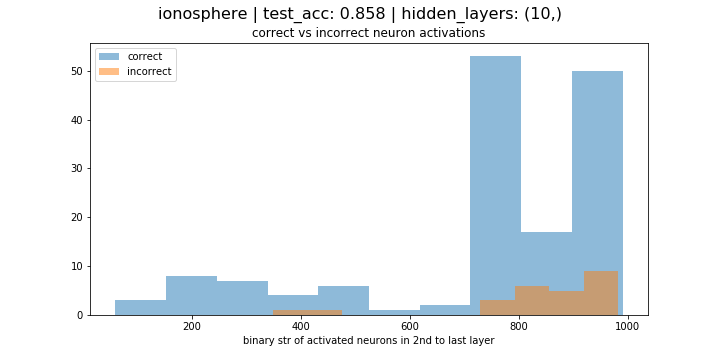 ionosphere | test_acc: 0.858 | hidden_layers: (10,)
correct vs incorrect neuron activations
correct
incorrect
50
40
30
20
10
0
200 400 600 800 1000
binary str of activated neurons in 2nd to last layer